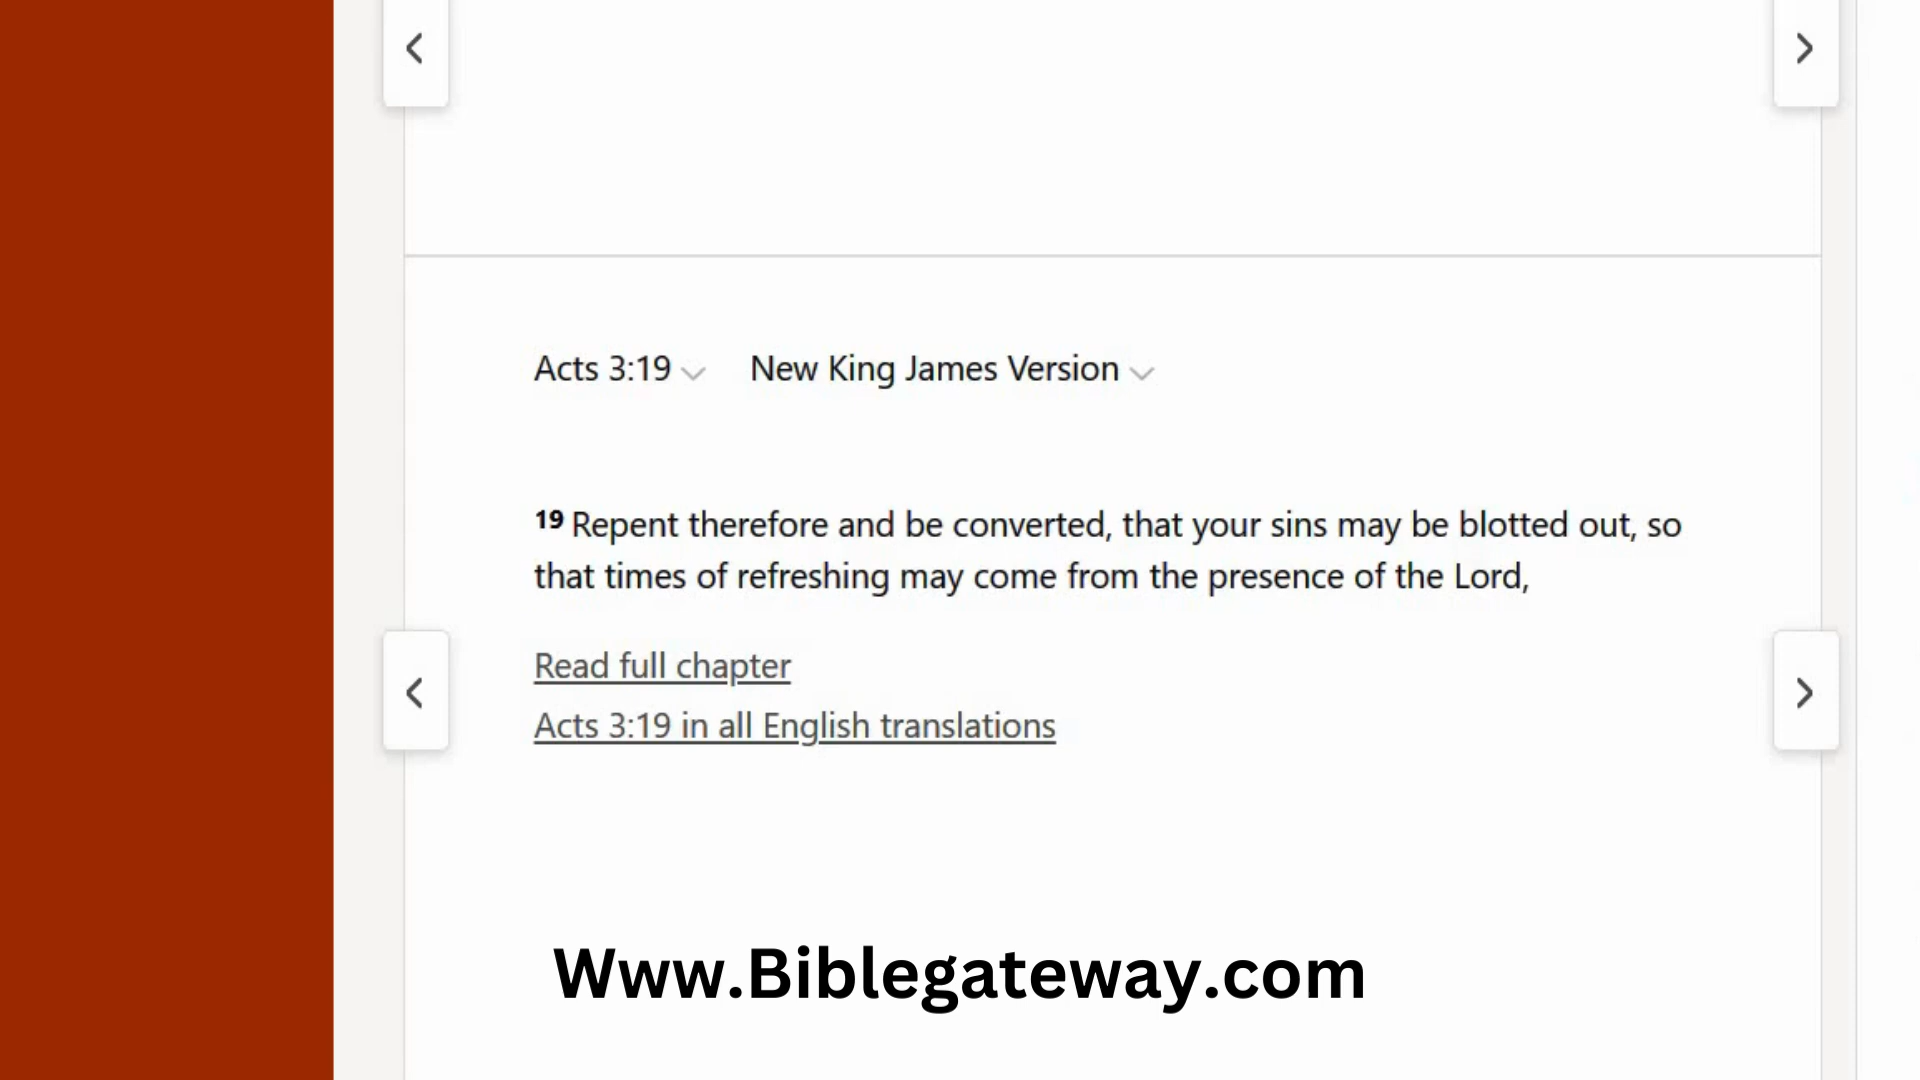 Acts 3:19 New King James Version
19 Repent therefore and be converted, that your sins may be blotted out, so
that times of refreshing may come from the presence of the Lord,
Read full chapter
Acts 3:19 in all English translations
Www.Biblegateway.com